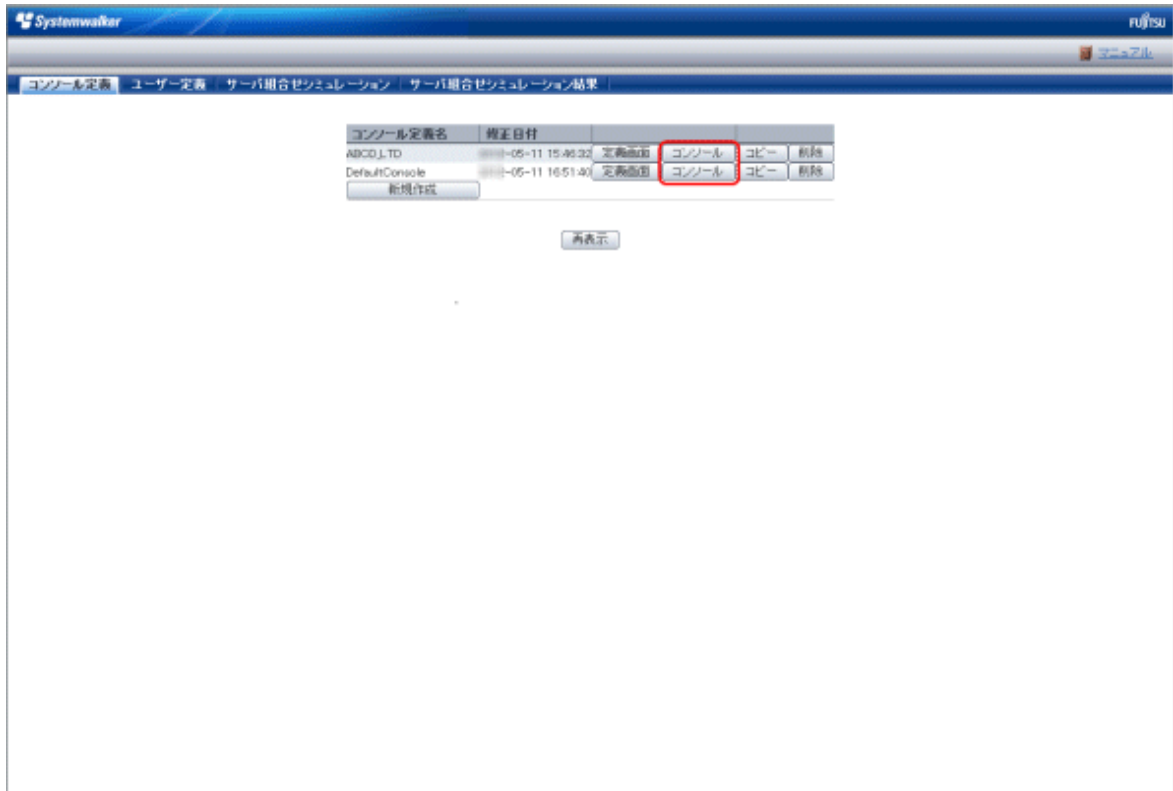 Systemwalker
FUJITSU
マニュアル
コンソール定義 ユーザー定義 サーバ組合せシミュレーション サーバ組合せシミュレーション結果
コンソール定義名 修正日付
ABCD,LTD -05-11 15:46:32 定義画面 コンソール コピー 削除
DefaultConsole -05-11 16:51:40 定義画面 コンソール コピー 削除
新規作成
再表示